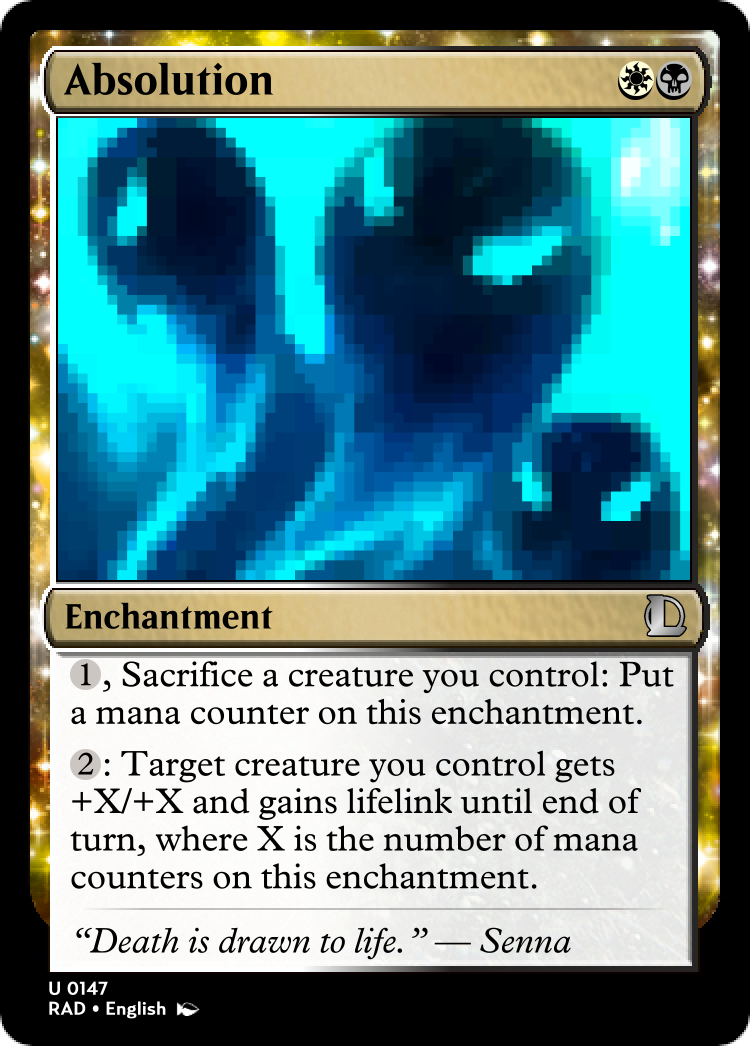 Absolution
Enchantment
1, Sacrifice a creature you control: Put
a mana counter on this enchantment.
2: Target creature you control gets
+X/+X and gains lifelink until end of
turn, where X is the number of mana
counters on this enchantment.
“Death is drawn to life.” — Senna
U 0147
RAD • English